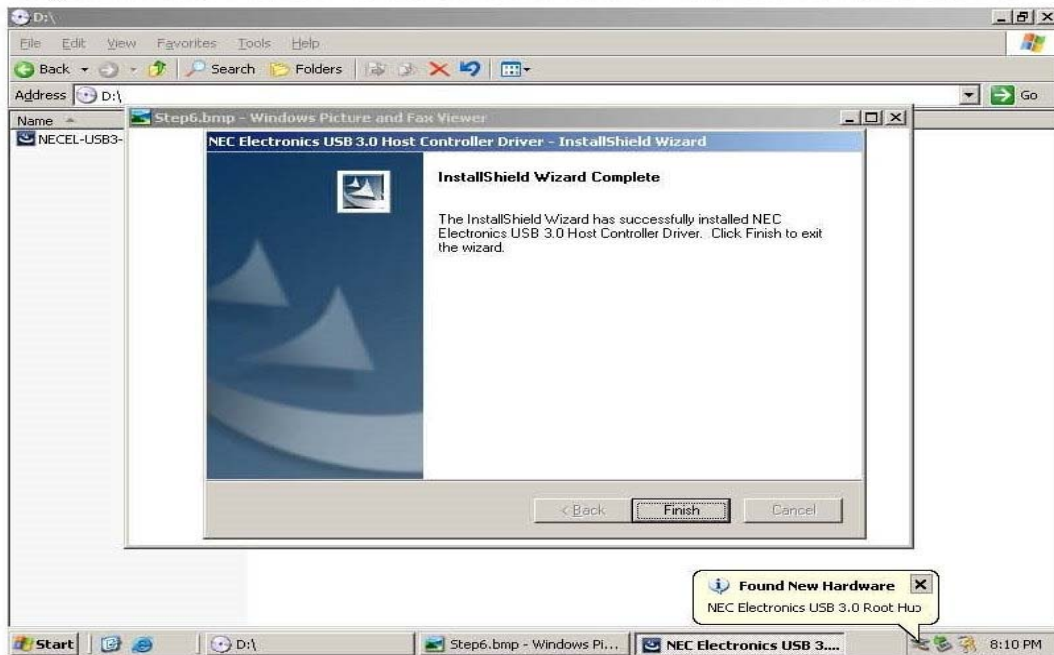 D:\
File Edit View Favorites Tools Help
Back Search Folders
Address D:\ Go
Name
NECEL-USB3-
Step6.bmp - Windows Picture and Fax Viewer
NEC Electronics USB 3.0 Host Controller Driver - InstallShield Wizard
InstallShield Wizard Complete
The InstallShield Wizard has successfully installed NEC
Electronics USB 3.0 Host Controller Driver. Click Finish to exit
the wizard.
< Back Finish Cancel
Found New Hardware
NEC Electronics USB 3.0 Root Hub
Start D:\ Step6.bmp - Windows Pi... NEC Electronics USB 3.... 8:10 PM